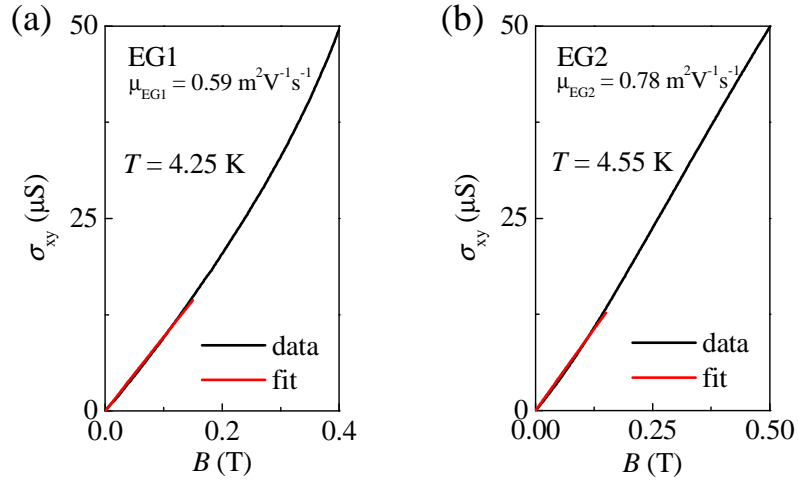 (a)
50
25
0
EG1
μEG1 = 0.59 m²V⁻¹s⁻¹
T = 4.25 K
data
fit
0.0 0.2 0.4
B (T)
σxy (μS)
(b)
50
25
0
EG2
μEG2 = 0.78 m²V⁻¹s⁻¹
T = 4.55 K
data
fit
0.00 0.25 0.50
B (T)
σxy (μS)